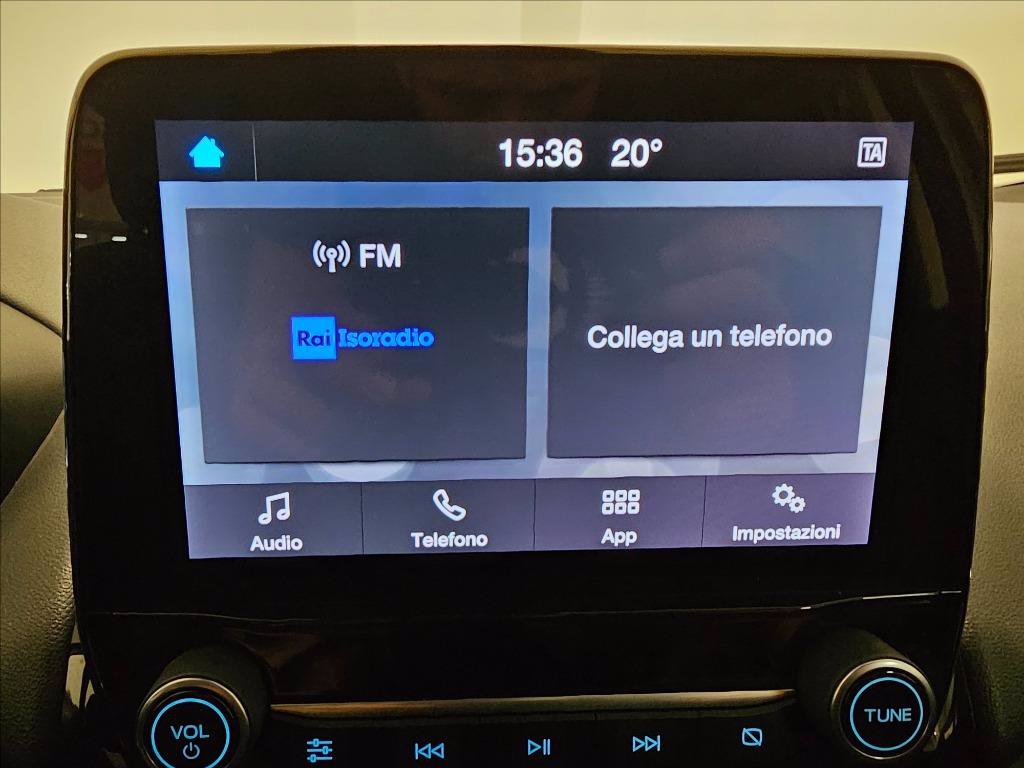 15:36 20° TA
FM
Rai Isoradio
Collega un telefono
Audio
Telefono
App
Impostazioni
VOL
TUNE